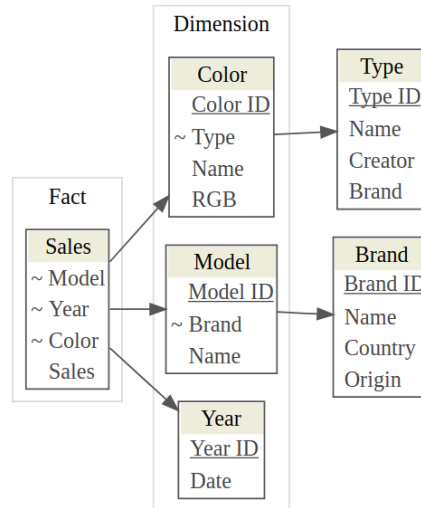 Dimension
Color
Color ID
~ Type
Name
RGB
Type
Type ID
Name
Creator
Brand
Fact
Sales
~ Model
~ Year
~ Color
Sales
Model
Model ID
~ Brand
Name
Brand
Brand ID
Name
Country
Origin
Year
Year ID
Date